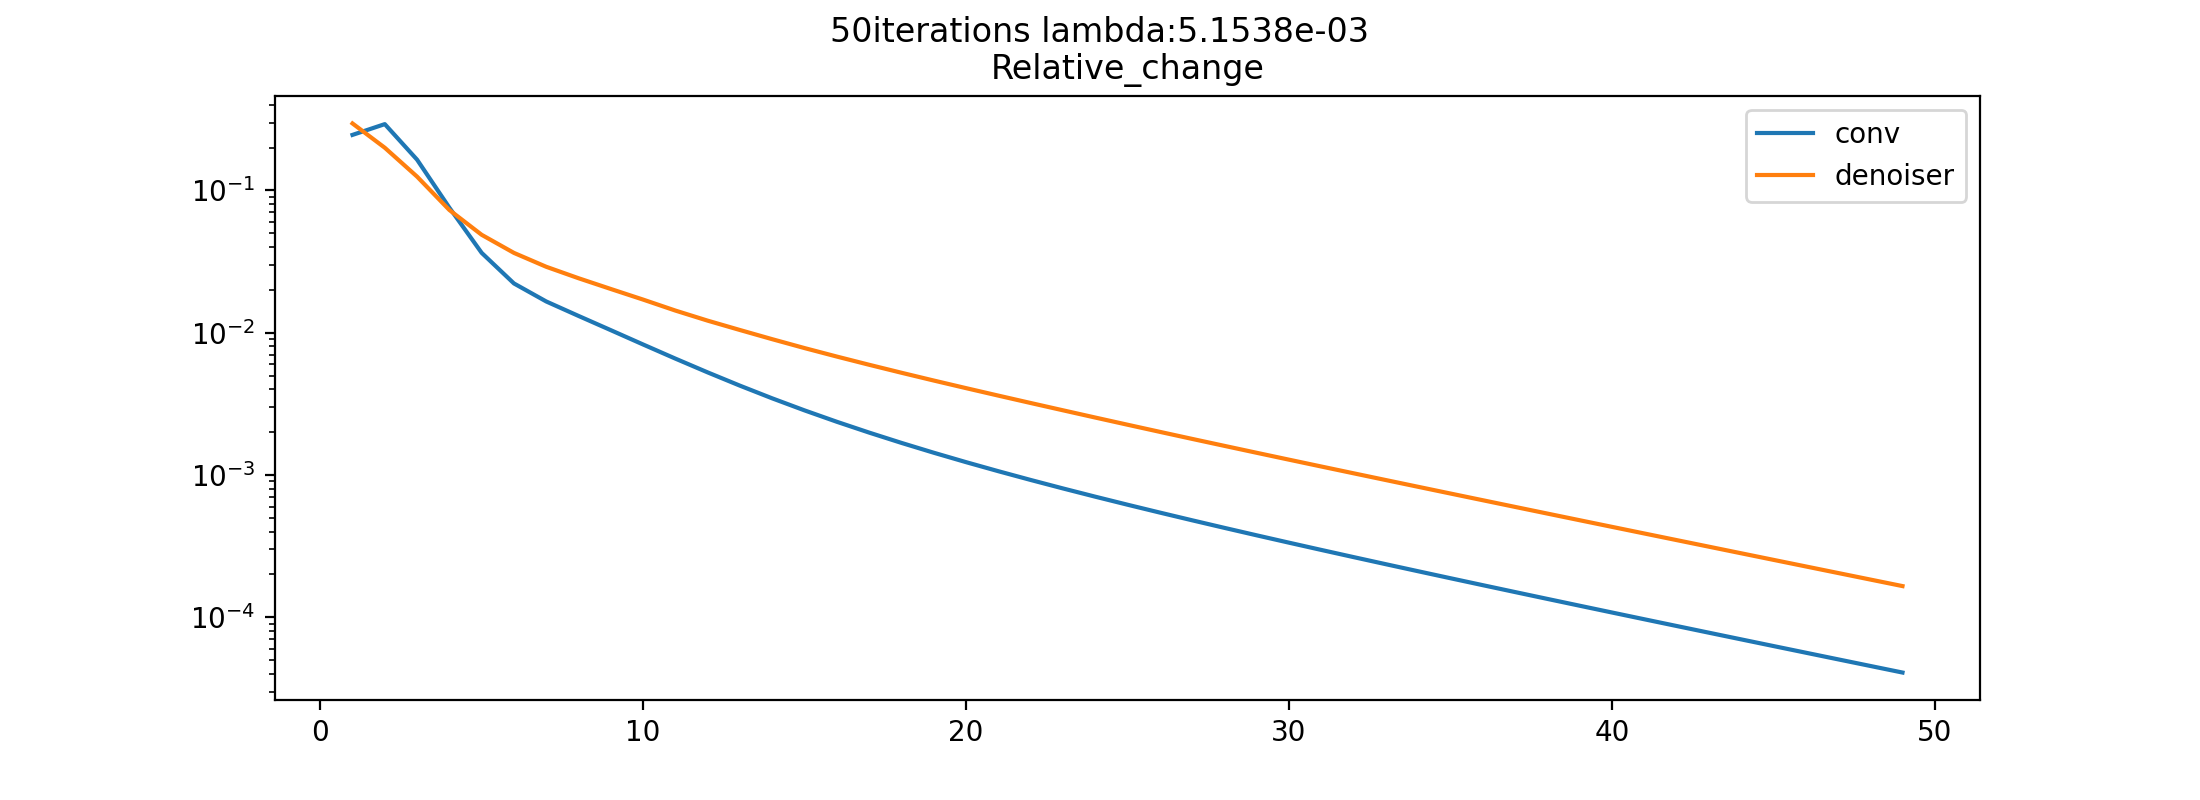 50iterations lambda:5.1538e-03
Relative_change
conv
denoiser
10⁻¹
10⁻²
10⁻³
10⁻⁴
0 10 20 30 40 50